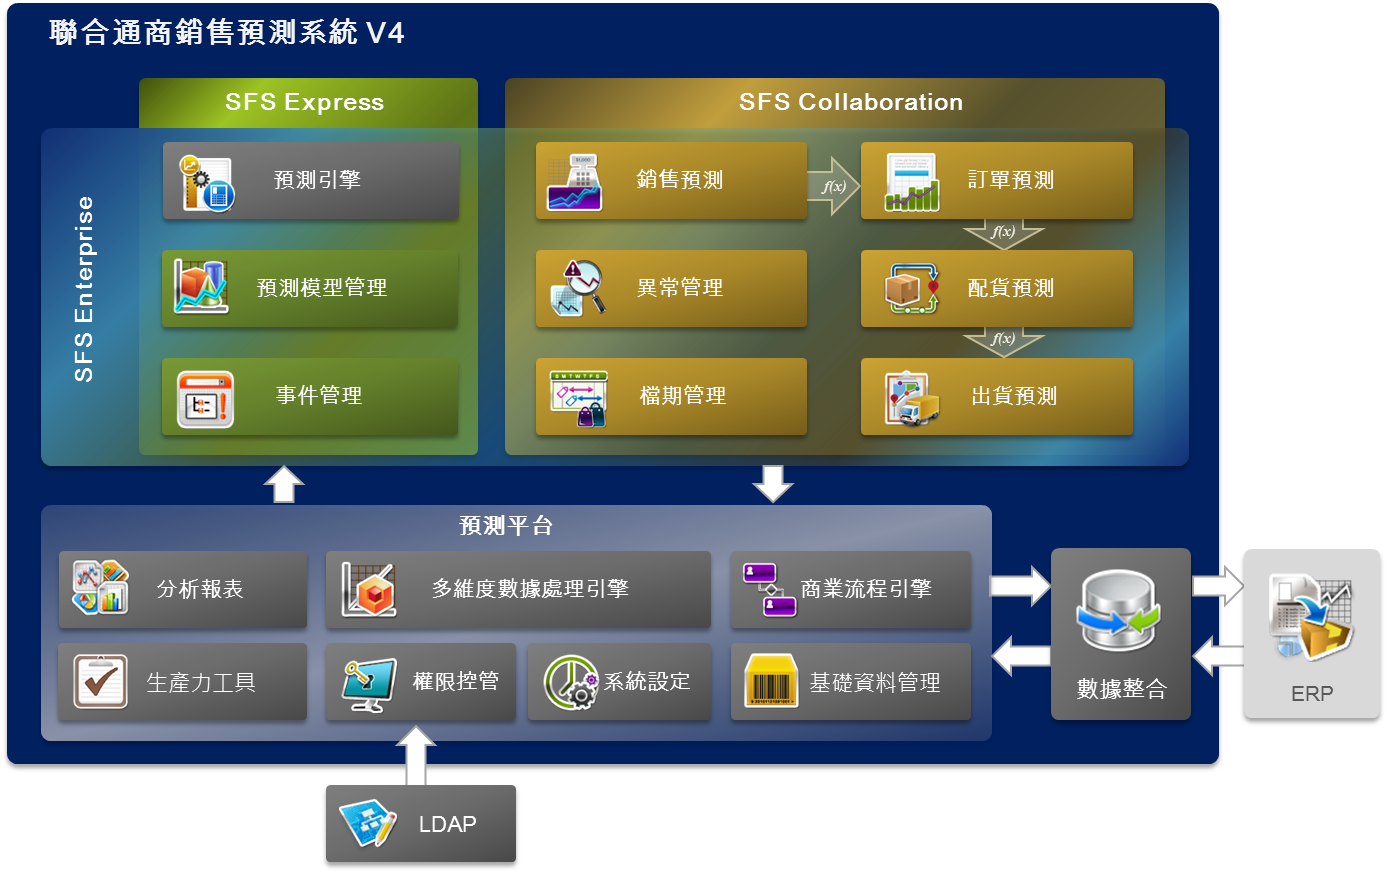 聯合通商銷售預測系統 V4
SFS Express
SFS Collaboration
SFS Enterprise
預測引擎
預測模型管理
事件管理
銷售預測
f(x)
訂單預測
f(x)
異常管理
配貨預測
f(x)
檔期管理
出貨預測
預測平台
分析報表
多維度數據處理引擎
商業流程引擎
生產力工具
權限控管
系統設定
基礎資料管理
數據整合
ERP
LDAP